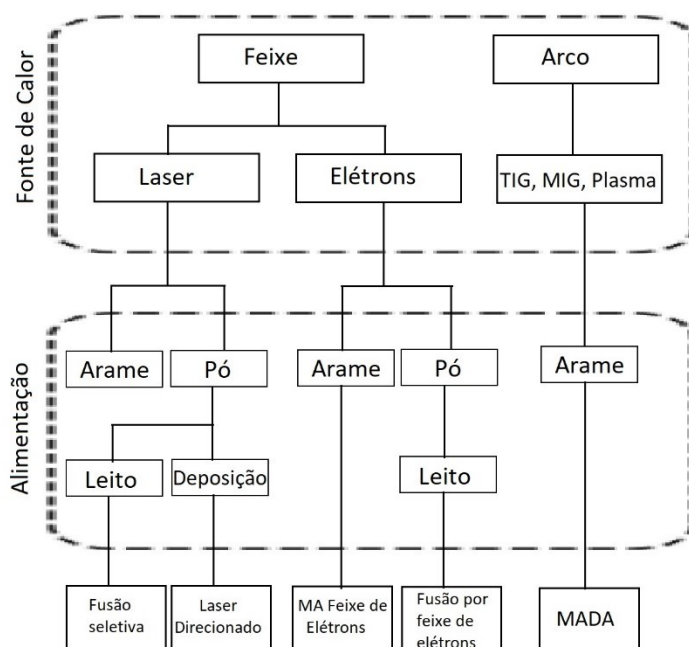 Fonte de Calor
Feixe
Arco
Laser
Elétrons
TIG, MIG, Plasma
Alimentação
Arame
Pó
Arame
Pó
Arame
Leito
Deposição
Leito
Fusão
seletiva
Laser
Direcionado
MA Feixe de
Elétrons
Fusão por
feixe de
elétrons
MADA